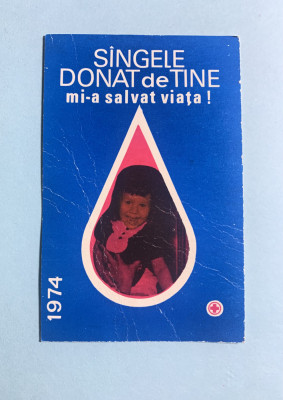 SÎNGELE
DONAT de TINE
mi-a salvat viața !
1974